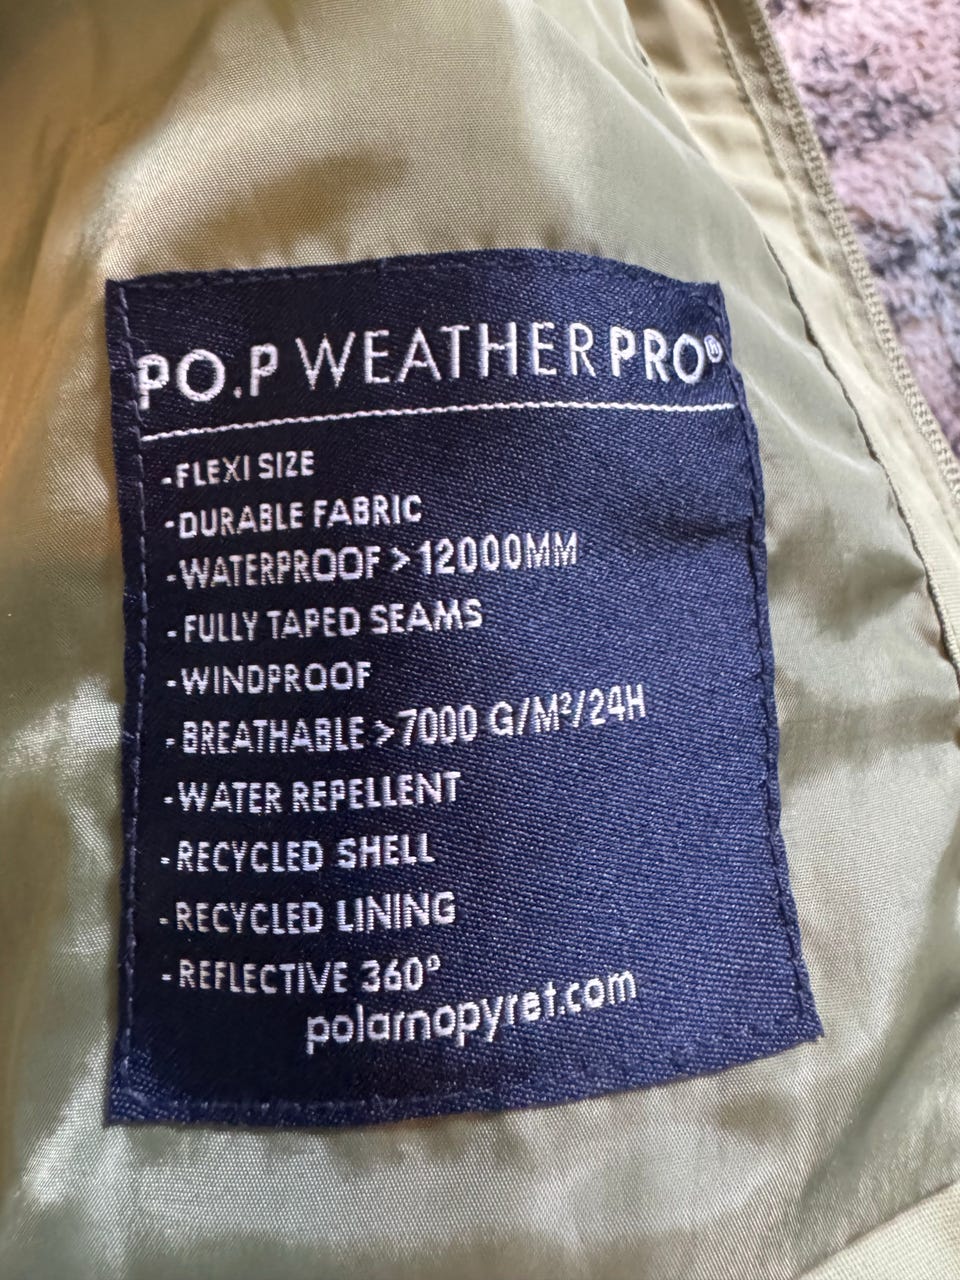 PO.P WEATHERPRO®
-FLEXI SIZE
-DURABLE FABRIC
-WATERPROOF > 12000MM
-FULLY TAPED SEAMS
-WINDPROOF
-BREATHABLE >7000 G/M²/24H
-WATER REPELLENT
-RECYCLED SHELL
-RECYCLED LINING
-REFLECTIVE 360°
polarnopyret.com